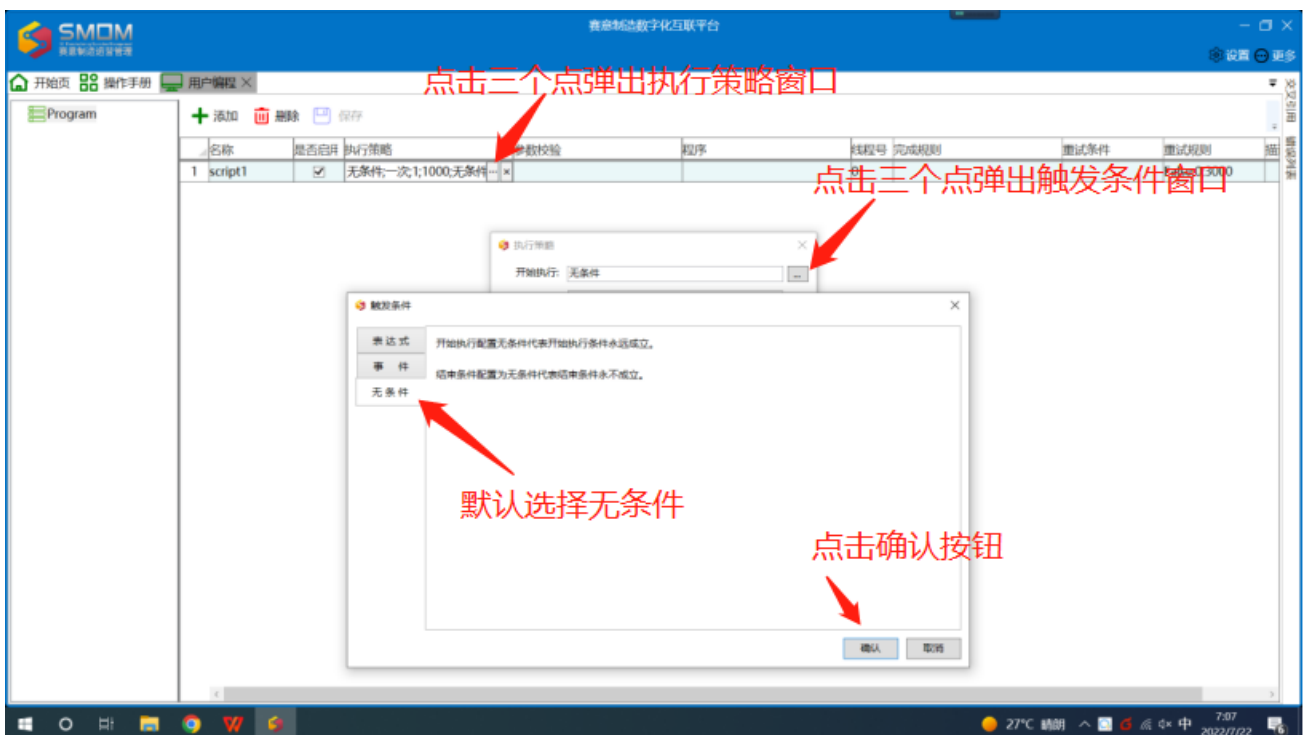 SMOM
赛意制造运营管理
赛意制造数字化互联平台
设置 更多
开始页 操作手册 用户编程
点击三个点弹出执行策略窗口
交叉引用 错误列表
Program
添加 删除 保存
名称 是否启用 执行策略 参数校验 程序 线程号 完成规则 重试条件 重试规则 描
1 script1 无条件;一次;1;1000;无条件 ... ×
点击三个点弹出触发条件窗口
执行策略
开始执行: 无条件 ...
触发条件
表达式
开始执行配置无条件代表开始执行条件永远成立。
事 件
结束条件配置为无条件代表结束条件永不成立。
无条件
默认选择无条件
点击确认按钮
确认 取消
27°C 晴朗 中 7:07
2022/7/22